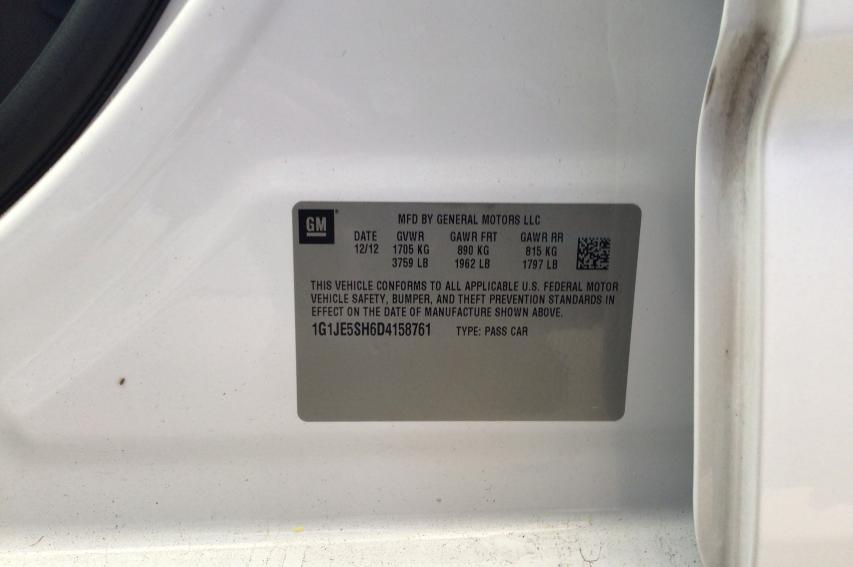 GM
MFD BY GENERAL MOTORS LLC
DATE GVWR GAWR FRT GAWR RR
12/12 1705 KG 890 KG 815 KG
3759 LB 1962 LB 1797 LB
THIS VEHICLE CONFORMS TO ALL APPLICABLE U.S. FEDERAL MOTOR
VEHICLE SAFETY, BUMPER, AND THEFT PREVENTION STANDARDS IN
EFFECT ON THE DATE OF MANUFACTURE SHOWN ABOVE.
1G1JE5SH6D4158761 TYPE: PASS CAR